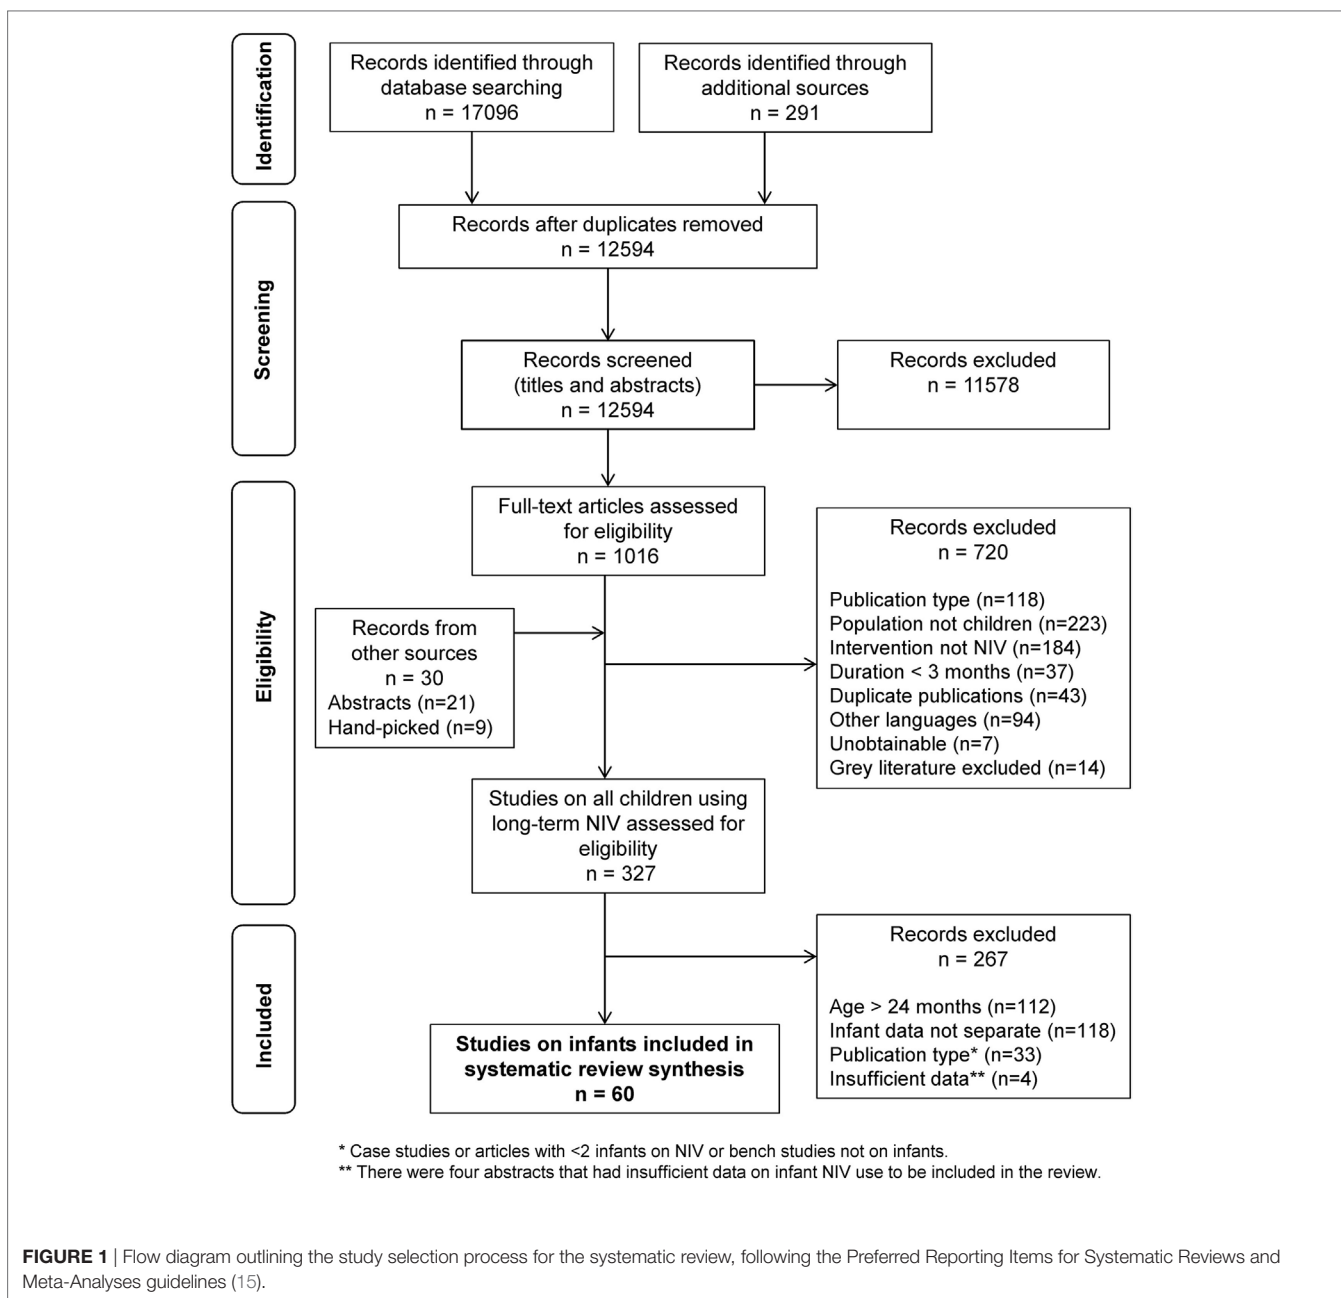 Identification
Records identified through
database searching
n = 17096
Records identified through
additional sources
n = 291
Screening
Records after duplicates removed
n = 12594
Records screened
(titles and abstracts)
n = 12594
Records excluded
n = 11578
Eligibility
Full-text articles assessed
for eligibility
n = 1016
Records excluded
n = 720
Publication type (n=118)
Population not children (n=223)
Intervention not NIV (n=184)
Duration < 3 months (n=37)
Duplicate publications (n=43)
Other languages (n=94)
Unobtainable (n=7)
Grey literature excluded (n=14)
Records from
other sources
n = 30
Abstracts (n=21)
Hand-picked (n=9)
Studies on all children using
long-term NIV assessed for
eligibility
n = 327
Included
Records excluded
n = 267
Age > 24 months (n=112)
Infant data not separate (n=118)
Publication type* (n=33)
Insufficient data** (n=4)
Studies on infants included in
systematic review synthesis
n = 60
* Case studies or articles with <2 infants on NIV or bench studies not on infants.
** There were four abstracts that had insufficient data on infant NIV use to be included in the review.
FIGURE 1 | Flow diagram outlining the study selection process for the systematic review, following the Preferred Reporting Items for Systematic Reviews and
Meta-Analyses guidelines (15).